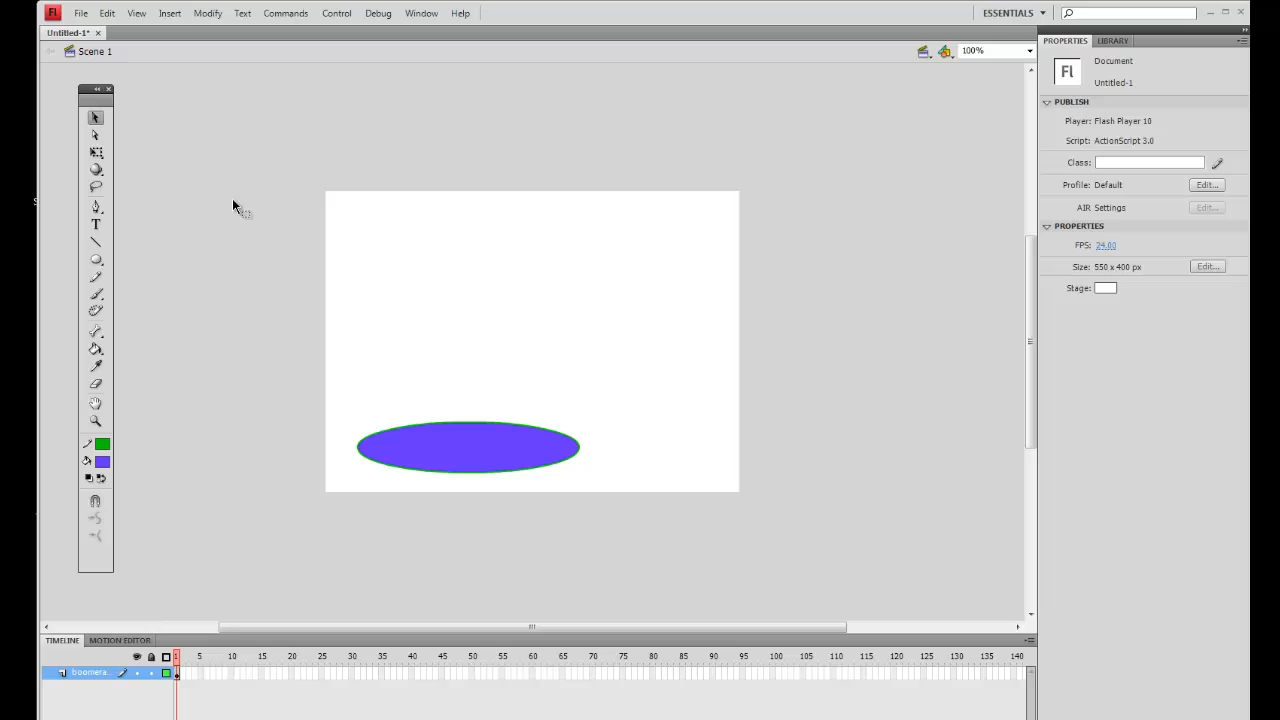 Fl File Edit View Insert Modify Text Commands Control Debug Window Help ESSENTIALS
Untitled-1* x
Scene 1 100%
PROPERTIES LIBRARY
Fl Document
Untitled-1
PUBLISH
Player: Flash Player 10
Script: ActionScript 3.0
Class:
Profile: Default Edit...
AIR Settings Edit...
PROPERTIES
FPS: 24.00
Size: 550 x 400 px Edit...
Stage:
T
TIMELINE MOTION EDITOR
1 5 10 15 20 25 30 35 40 45 50 55 60 65 70 75 80 85 90 95 100 105 110 115 120 125 130 135 140
boomera...